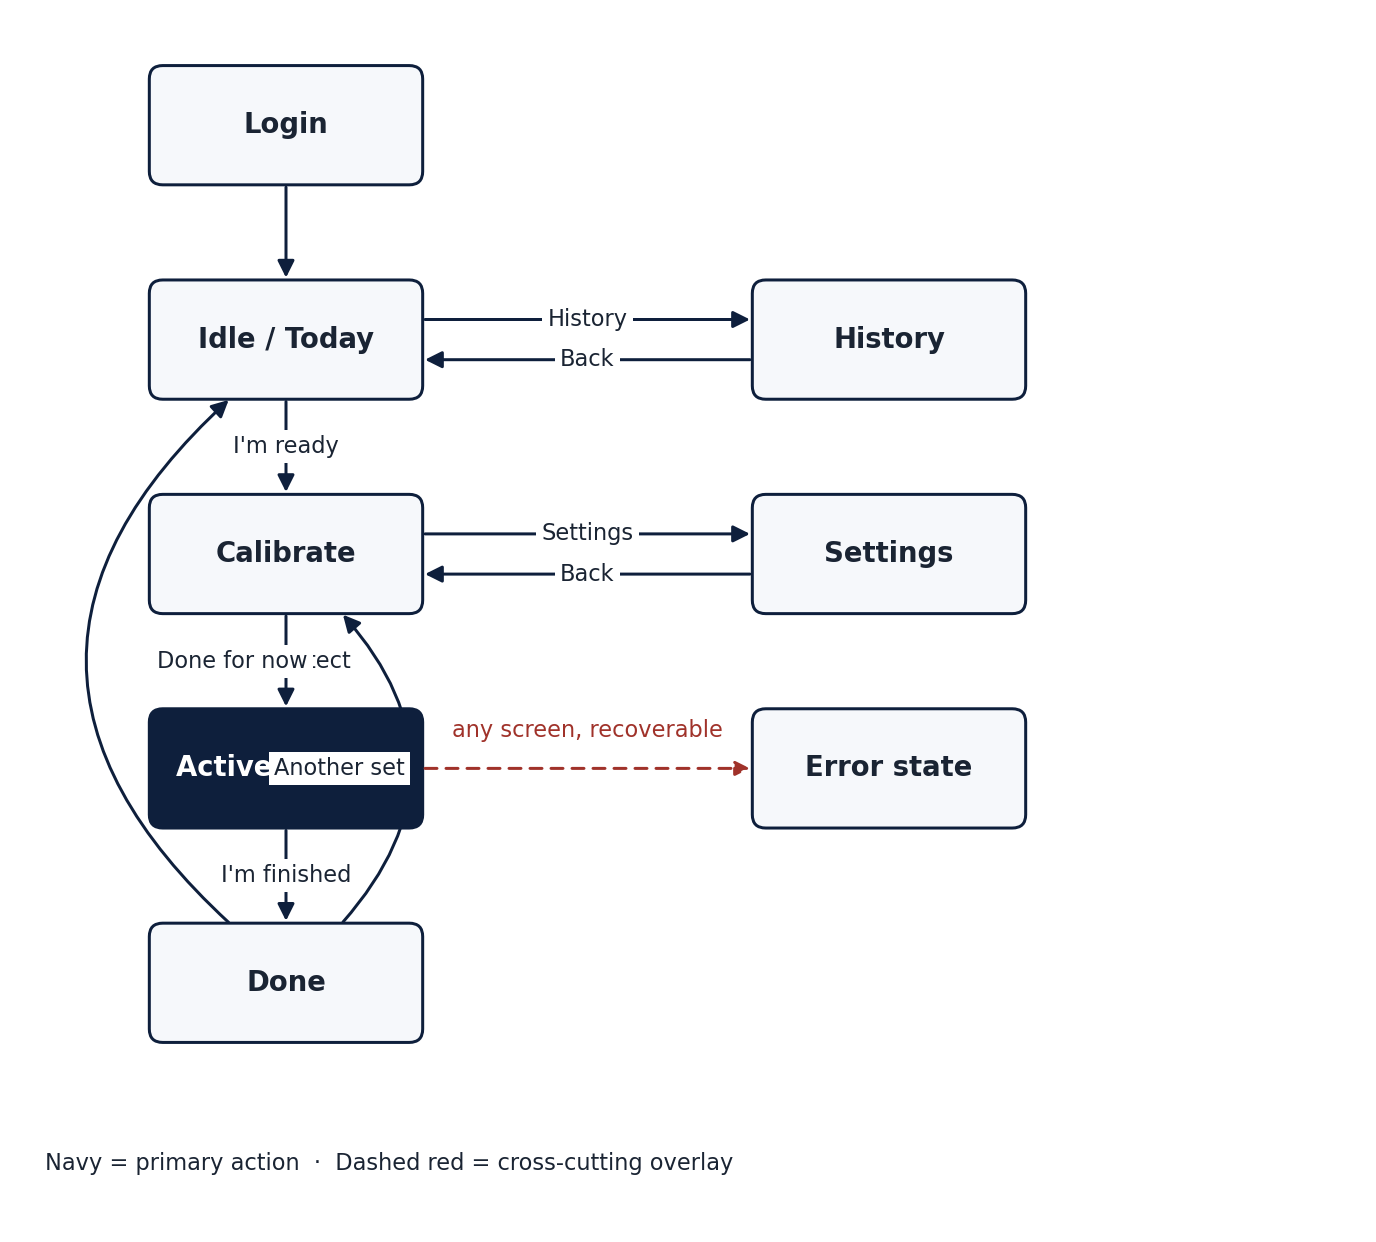 Login
Idle / Today
History
Back
History
I'm ready
Calibrate
Settings
Back
Settings
Done for now
any screen, recoverable
Active
Another set
Error state
I'm finished
Done
Navy = primary action · Dashed red = cross-cutting overlay